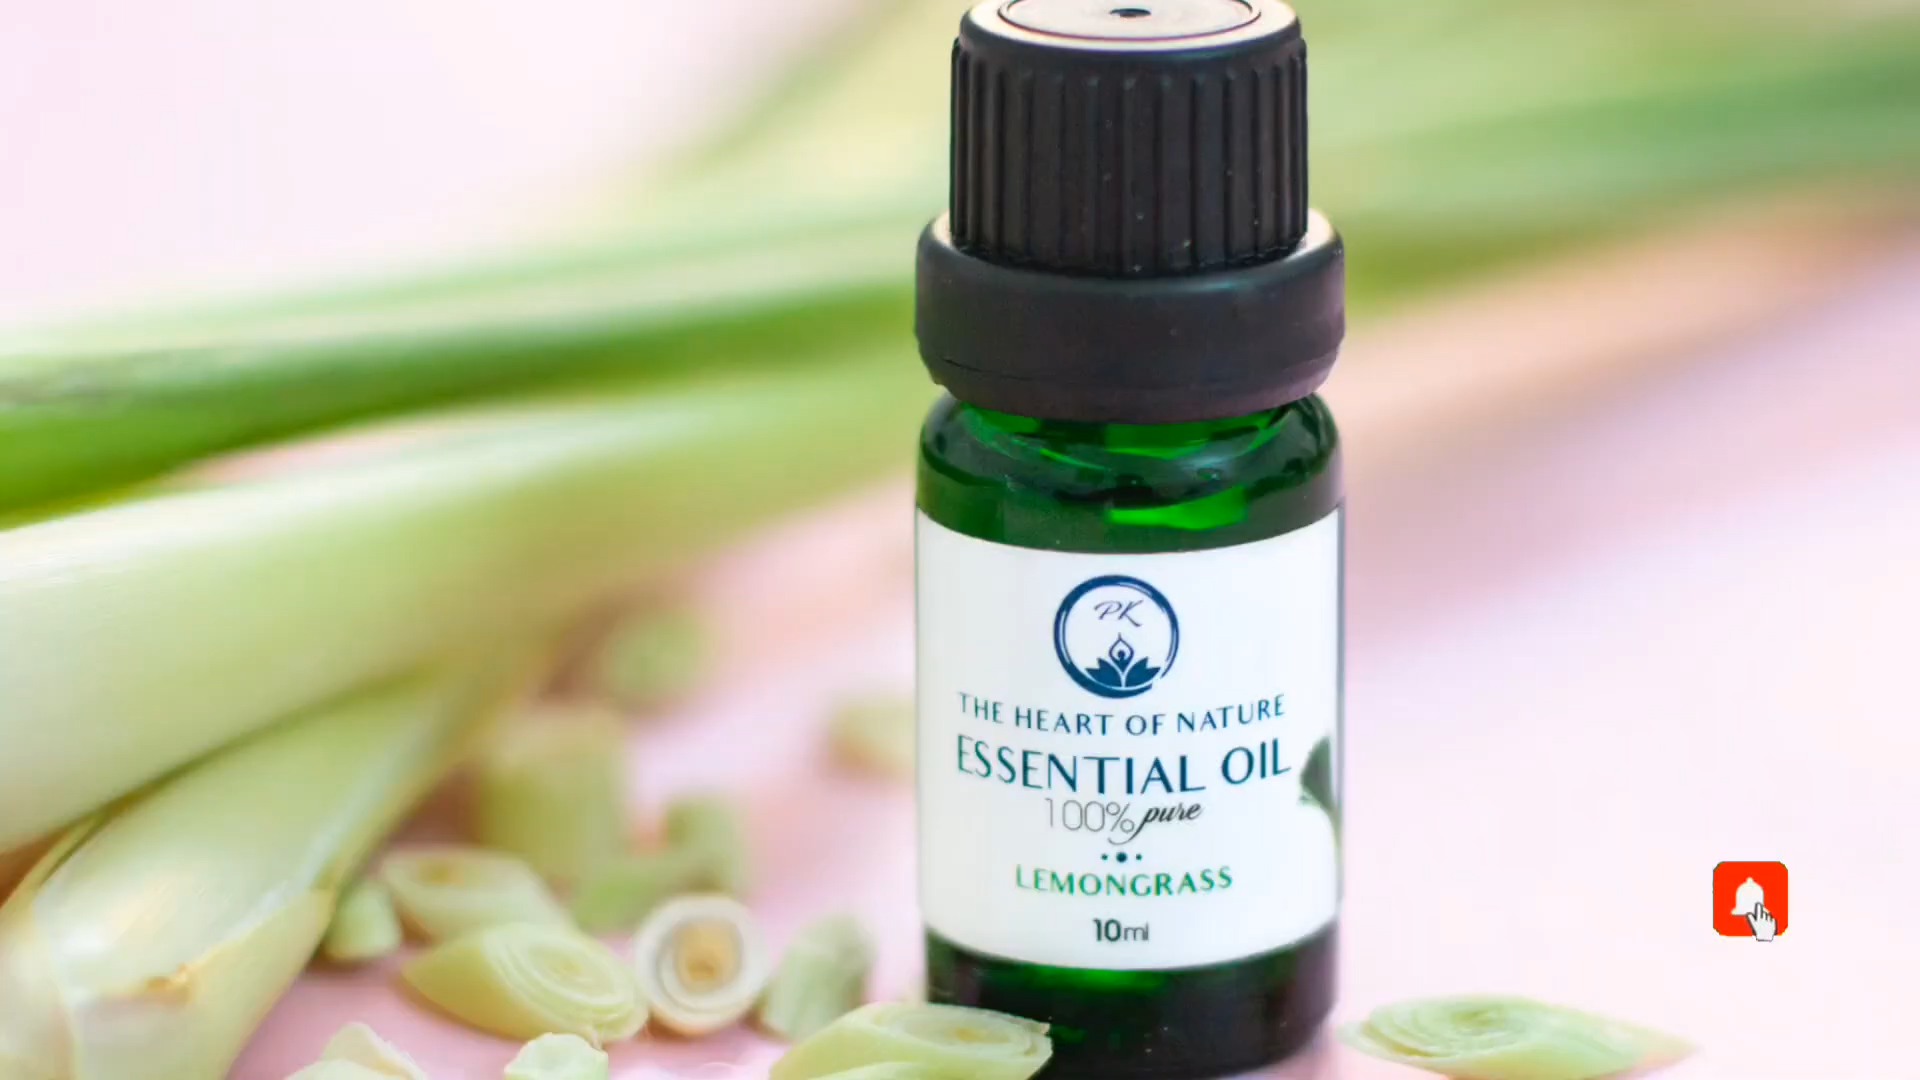 PK
THE HEART OF NATURE
ESSENTIAL OIL
100% pure
LEMONGRASS
10ml